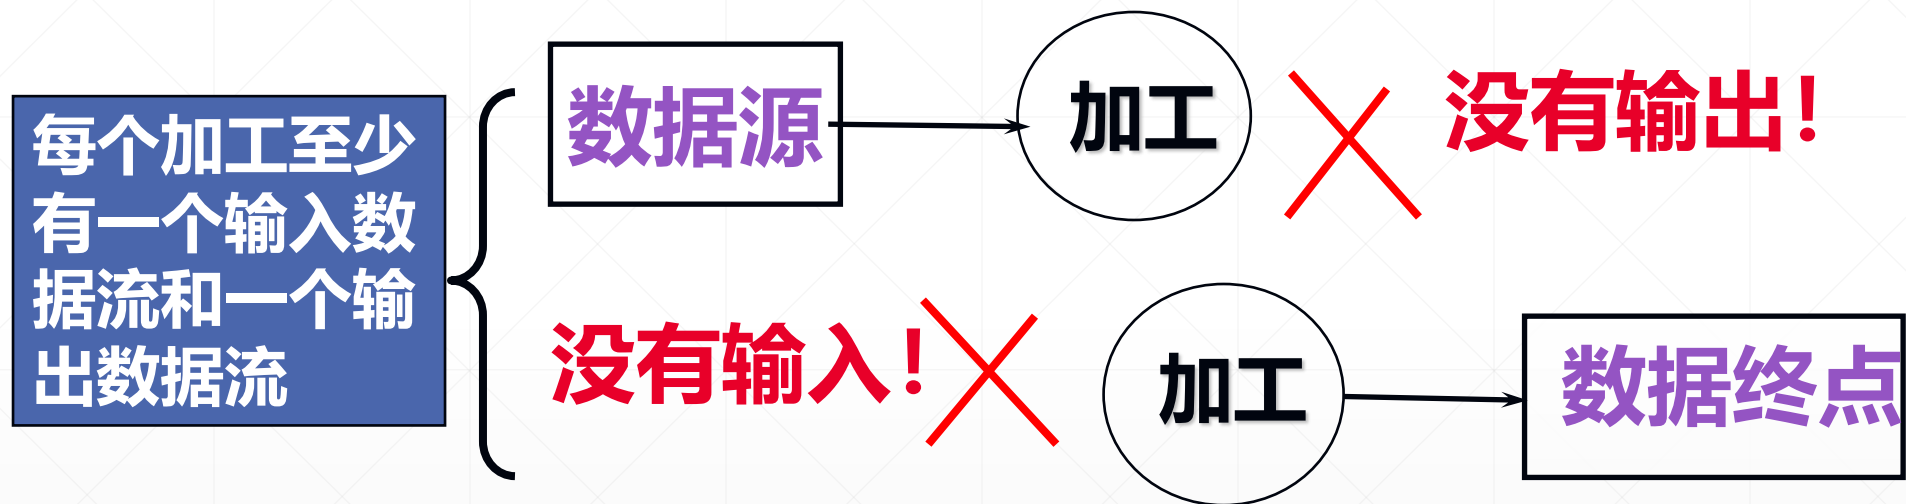 每个加工至少
有一个输入数
据流和一个输
出数据流
数据源
加工
没有输出！
没有输入！
加工
数据终点